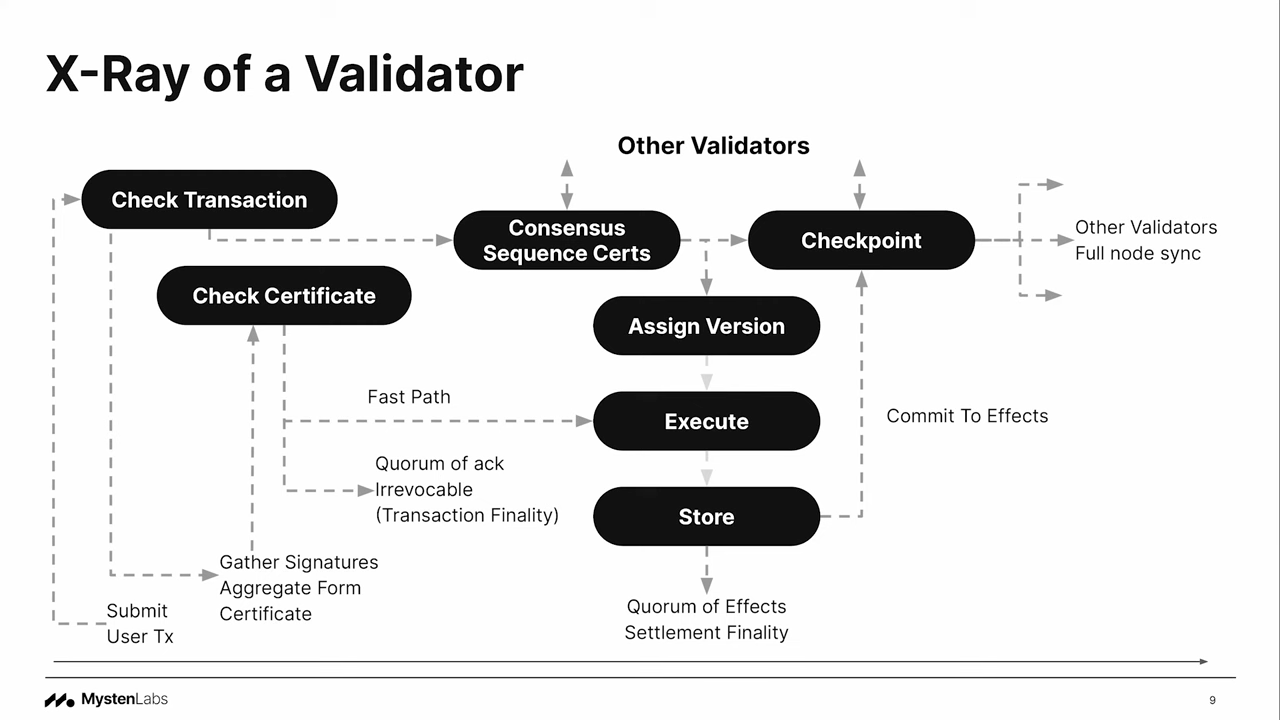 X-Ray of a Validator
Other Validators
Check Transaction
Consensus
Sequence Certs
Checkpoint
Other Validators
Full node sync
Check Certificate
Assign Version
Fast Path
Execute
Commit To Effects
Quorum of ack
Irrevocable
(Transaction Finality)
Store
Gather Signatures
Aggregate Form
Certificate
Submit
User Tx
Quorum of Effects
Settlement Finality
MystenLabs
9